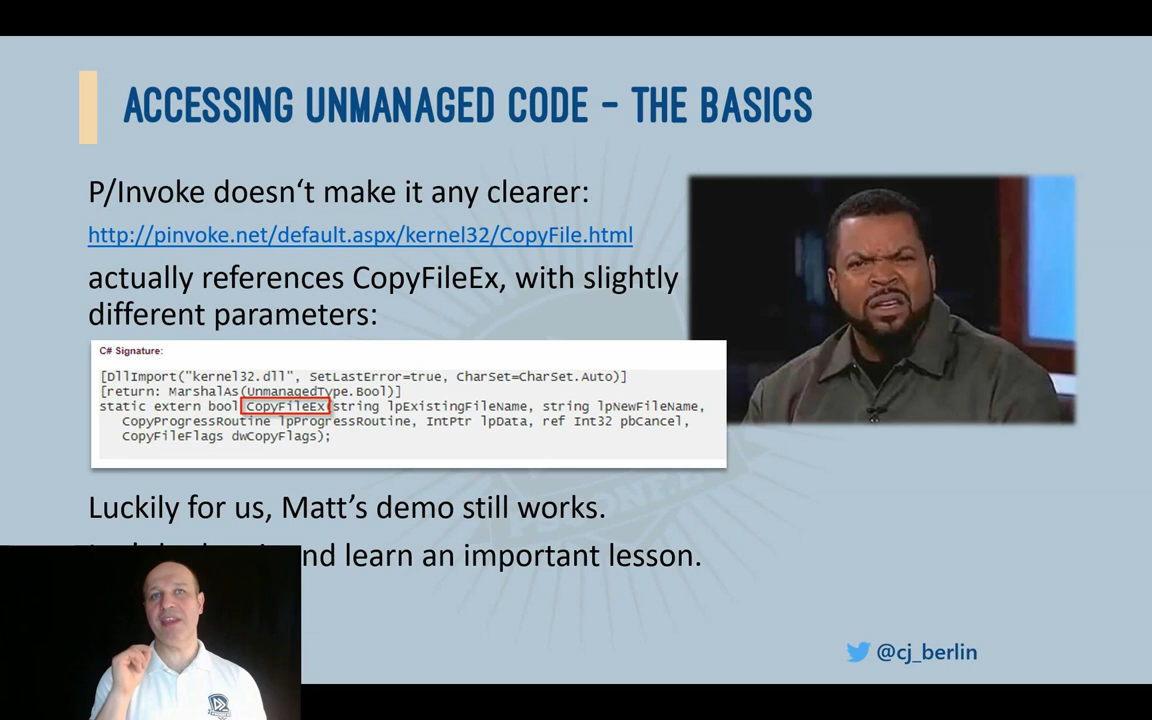 ACCESSING UNMANAGED CODE - THE BASICS
P/Invoke doesn‘t make it any clearer:
http://pinvoke.net/default.aspx/kernel32/CopyFile.html
actually references CopyFileEx, with slightly
different parameters:
C# Signature:
[DllImport("kernel32.dll", SetLastError=true, CharSet=CharSet.Auto)]
[return: MarshalAs(UnmanagedType.Bool)]
static extern bool CopyFileEx(string lpExistingFileName, string lpNewFileName,
CopyProgressRoutine lpProgressRoutine, IntPtr lpData, ref Int32 pbCancel,
CopyFileFlags dwCopyFlags);
Luckily for us, Matt’s demo still works.
learn an important lesson.
@cj_berlin